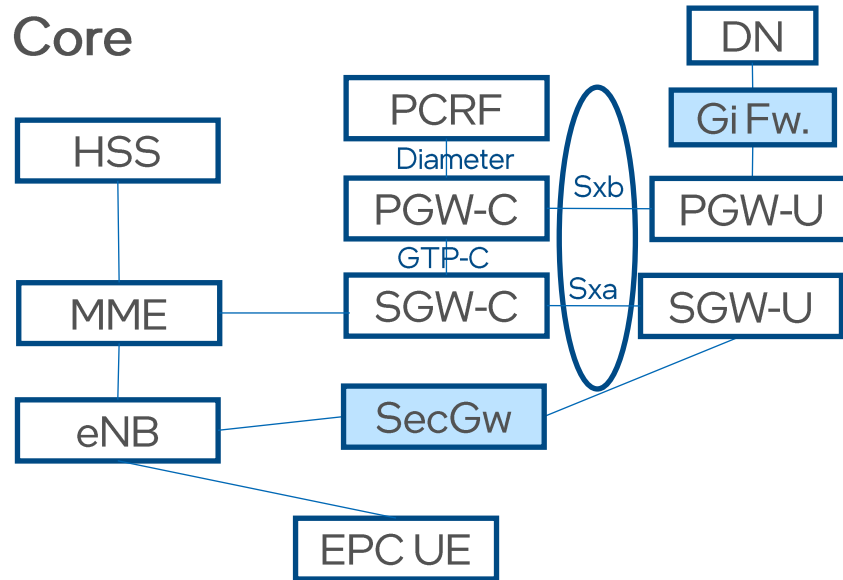 Core
DN
PCRF
Gi Fw.
HSS
Diameter
Sxb
PGW-C
PGW-U
GTP-C
Sxa
MME
SGW-C
SGW-U
eNB
SecGw
EPC UE